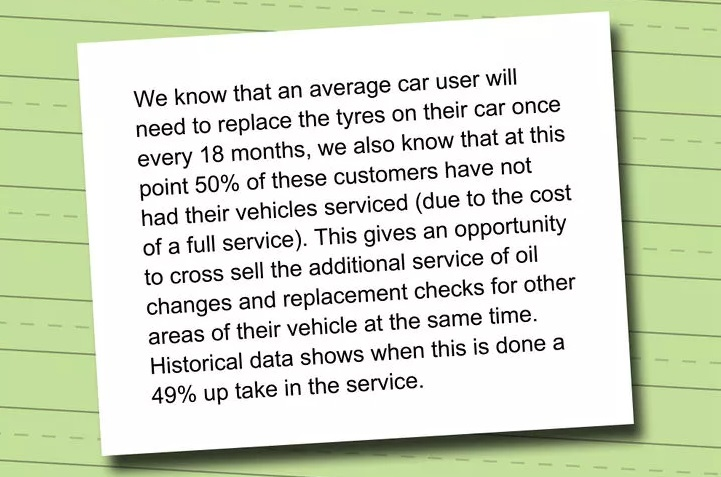 We know that an average car user will
need to replace the tyres on their car once
every 18 months, we also know that at this
point 50% of these customers have not
had their vehicles serviced (due to the cost
of a full service). This gives an opportunity
to cross sell the additional service of oil
changes and replacement checks for other
areas of their vehicle at the same time.
Historical data shows when this is done a
49% up take in the service.